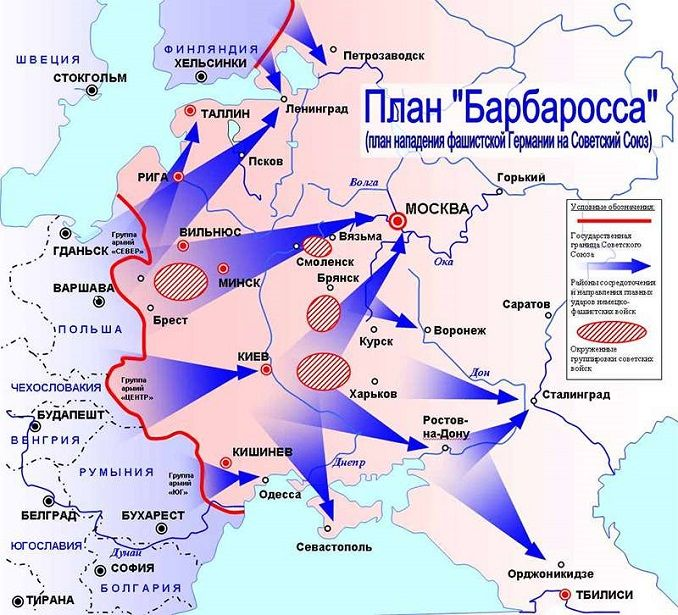 ШВЕЦИЯ
СТОКГОЛЬМ
ФИНЛЯНДИЯ
ХЕЛЬСИНКИ
Петрозаводск
Ленинград
ТАЛЛИН
Псков
РИГА
План "Барбаросса"
(план нападения фашистской Германии на Советский Союз)
Волга
Горький
МОСКВА
Ока
Вязьма
Смоленск
Брянск
Группа
армий
«СЕВЕР»
ВИЛЬНЮС
МИНСК
ГДАНЬСК
ВАРШАВА
Брест
ПОЛЬША
Условные обозначения:
Государственная
граница Советского
Союза
Районы сосредоточения
и направления главных
ударов немецко-
фашистских войск
Окруженные
группировки советских
войск
Саратов
Воронеж
Курск
КИЕВ
Харьков
Дон
Сталинград
Ростов-
на-Дону
ЧЕХОСЛОВАКИЯ
Группа
армий
«ЦЕНТР»
БУДАПЕШТ
ВЕНГРИЯ
РУМЫНИЯ
КИШИНЕВ
Группа
армий
«ЮГ»
Днепр
Одесса
Севастополь
БЕЛГРАД
БУХАРЕСТ
ЮГОСЛАВИЯ
Дунай
СОФИЯ
БОЛГАРИЯ
ТИРАНА
Орджоникидзе
ТБИЛИСИ